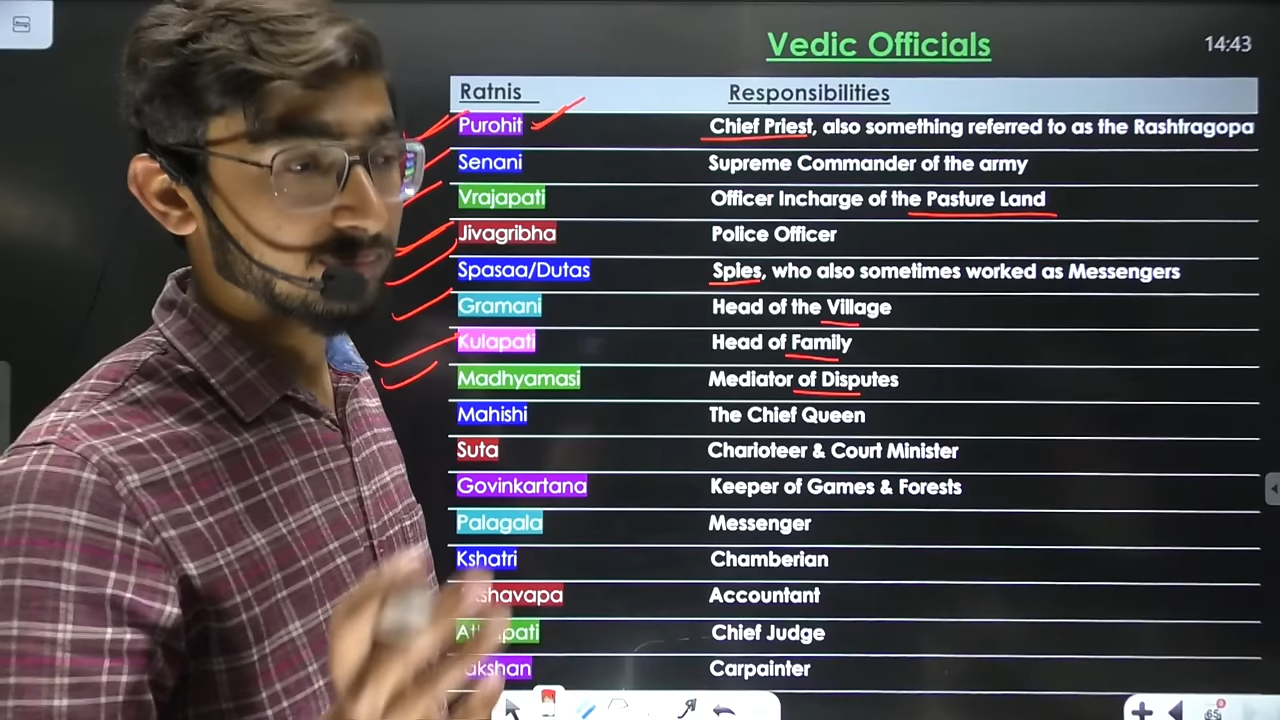 Vedic Officials
14:43
Ratnis Responsibilities
Purohit Chief Priest, also something referred to as the Rashtragopa
Senani Supreme Commander of the army
Vrajapati Officer Incharge of the Pasture Land
Jivagribha Police Officer
Spasaa/Dutas Spies, who also sometimes worked as Messengers
Gramani Head of the Village
Kulapati Head of Family
Madhyamasi Mediator of Disputes
Mahishi The Chief Queen
Suta Charioteer & Court Minister
Govinkartana Keeper of Games & Forests
Palagala Messenger
Kshatri Chamberian
Accountant
Chief Judge
Carpainter